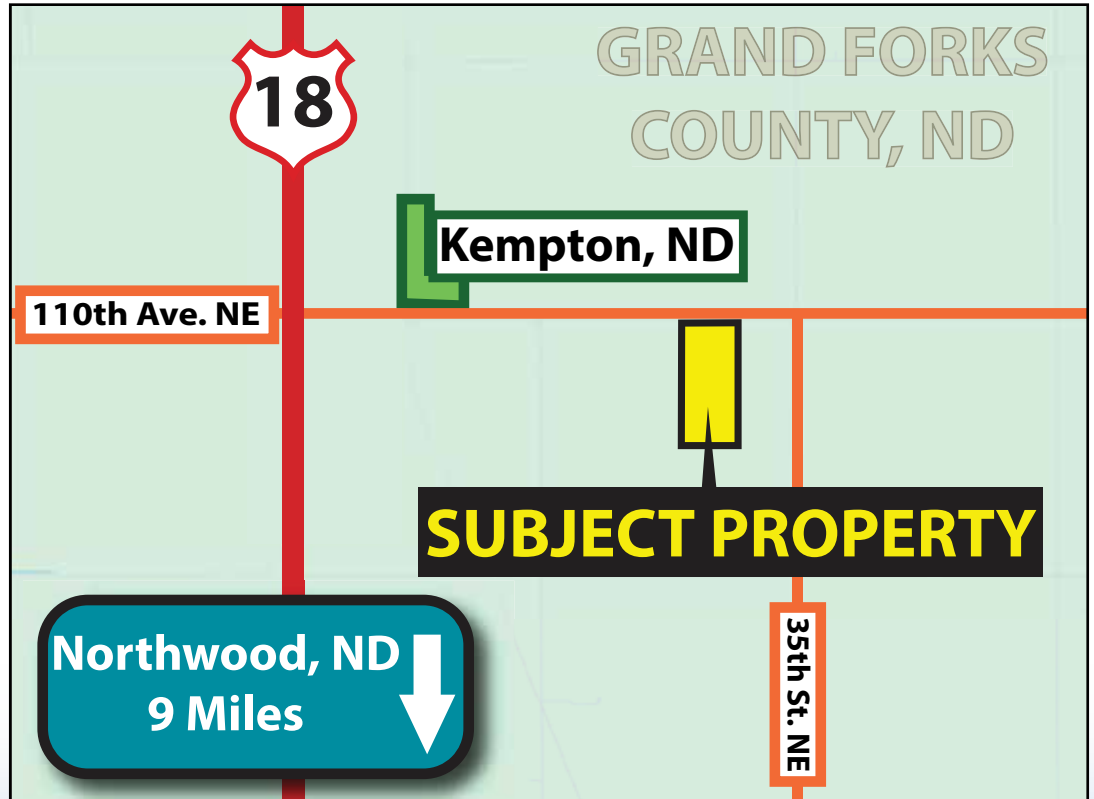 GRAND FORKS
COUNTY, ND
18
Kempton, ND
110th Ave. NE
SUBJECT PROPERTY
Northwood, ND
9 Miles
35th St. NE